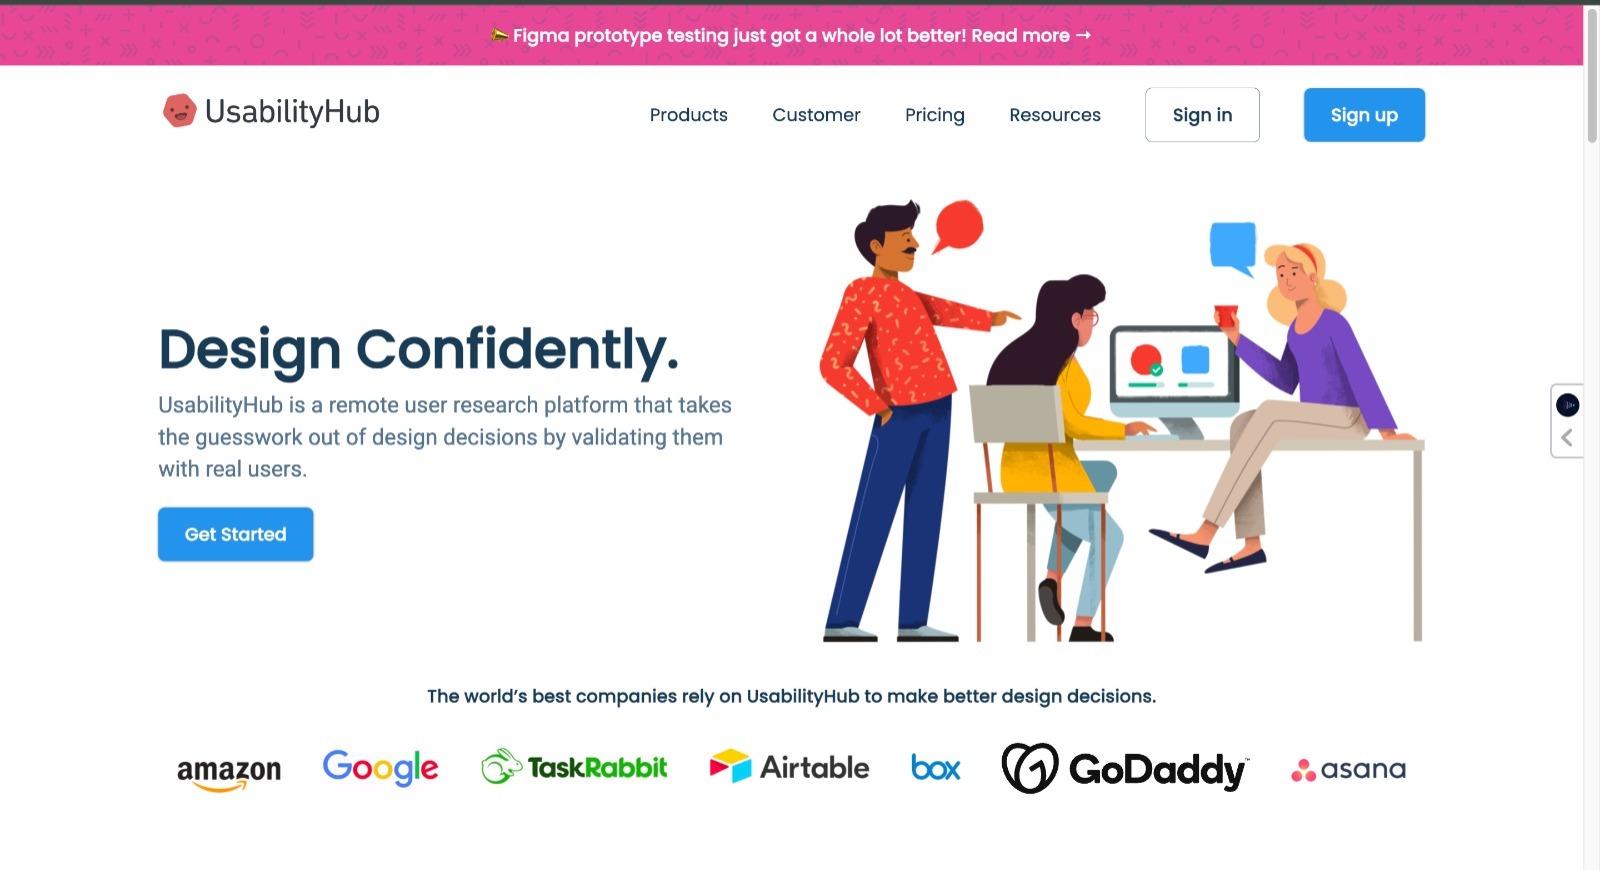 Figma prototype testing just got a whole lot better! Read more →
UsabilityHub
Products
Customer
Pricing
Resources
Sign in
Sign up
Design Confidently.
UsabilityHub is a remote user research platform that takes
the guesswork out of design decisions by validating them
with real users.
Get Started
The world's best companies rely on UsabilityHub to make better design decisions.
amazon
Google
TaskRabbit
Airtable
box
GoDaddy™
asana